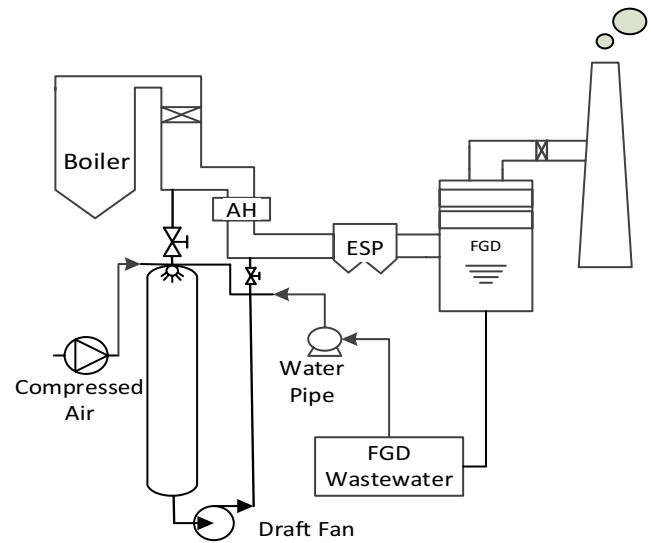 Boiler
AH
ESP
FGD
Compressed
Air
Water
Pipe
FGD
Wastewater
Draft Fan